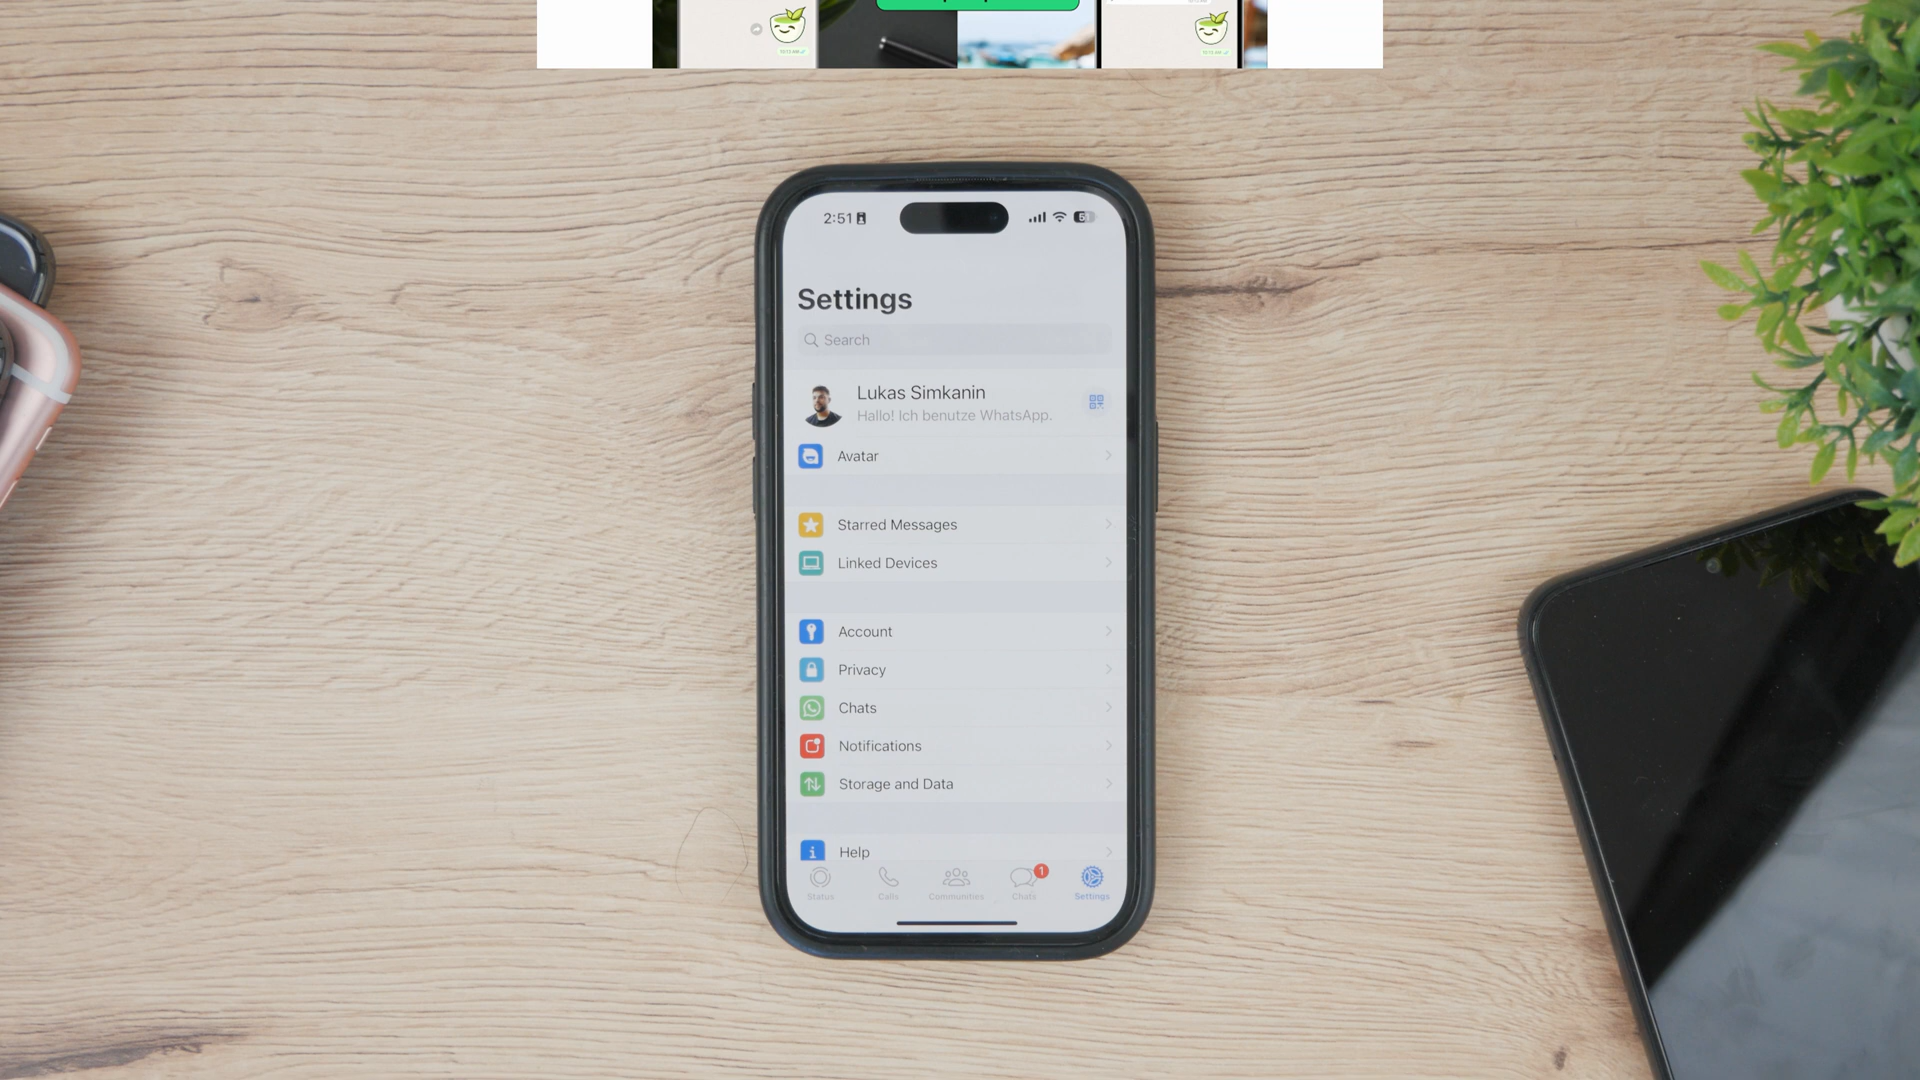 2:51
Settings
Search
Lukas Simkanin
Hallo! Ich benutze WhatsApp.
Avatar
Starred Messages
Linked Devices
Account
Privacy
Chats
Notifications
Storage and Data
Help
1
Status
Calls
Communities
Chats
Settings